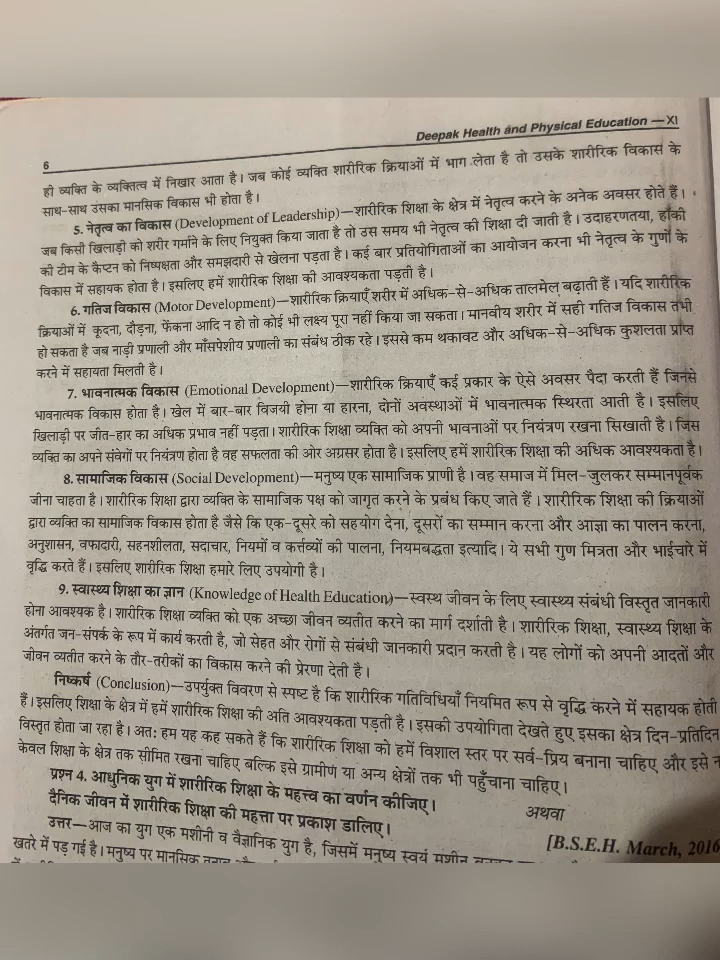 6
Deepak Health and Physical Education —XI
ही व्यक्ति के व्यक्तित्व में निखार आता है। जब कोई व्यक्ति शारीरिक क्रियाओं में भाग लेता है तो उसके शारीरिक विकास के
साथ-साथ उसका मानसिक विकास भी होता है।
5. नेतृत्व का विकास (Development of Leadership)—शारीरिक शिक्षा के क्षेत्र में नेतृत्व करने के अनेक अवसर होते हैं।
जब किसी खिलाड़ी को शरीर गर्माने के लिए नियुक्त किया जाता है तो उस समय भी नेतृत्व की शिक्षा दी जाती है। उदाहरणतया, हॉकी
की टीम के कैप्टन को निष्पक्षता और समझदारी से खेलना पड़ता है। कई बार प्रतियोगिताओं का आयोजन करना भी नेतृत्व के गुणों के
विकास में सहायक होता है। इसलिए हमें शारीरिक शिक्षा की आवश्यकता पड़ती है।
6. गतिज विकास (Motor Development)—शारीरिक क्रियाएँ शरीर में अधिक-से-अधिक तालमेल बढ़ाती हैं। यदि शारीरिक
क्रियाओं में कूदना, दौड़ना, फेंकना आदि न हो तो कोई भी लक्ष्य पूरा नहीं किया जा सकता। मानवीय शरीर में सही गतिज विकास तभी
हो सकता है जब नाड़ी प्रणाली और माँसपेशीय प्रणाली का संबंध ठीक रहे। इससे कम थकावट और अधिक-से-अधिक कुशलता प्राप्त
करने में सहायता मिलती है।
7. भावनात्मक विकास (Emotional Development)—शारीरिक क्रियाएँ कई प्रकार के ऐसे अवसर पैदा करती हैं जिनसे
भावनात्मक विकास होता है। खेल में बार-बार विजयी होना या हारना, दोनों अवस्थाओं में भावनात्मक स्थिरता आती है। इसलिए
खिलाड़ी पर जीत-हार का अधिक प्रभाव नहीं पड़ता। शारीरिक शिक्षा व्यक्ति को अपनी भावनाओं पर नियंत्रण रखना सिखाती है। जिस
व्यक्ति का अपने संवेगों पर नियंत्रण होता है वह सफलता की ओर अग्रसर होता है। इसलिए हमें शारीरिक शिक्षा की अधिक आवश्यकता है।
8. सामाजिक विकास (Social Development)—मनुष्य एक सामाजिक प्राणी है। वह समाज में मिल-जुलकर सम्मानपूर्वक
जीना चाहता है। शारीरिक शिक्षा द्वारा व्यक्ति के सामाजिक पक्ष को जागृत करने के प्रबंध किए जाते हैं। शारीरिक शिक्षा की क्रियाओं
द्वारा व्यक्ति का सामाजिक विकास होता है जैसे कि एक-दूसरे को सहयोग देना, दूसरों का सम्मान करना और आज्ञा का पालन करना,
अनुशासन, वफादारी, सहनशीलता, सदाचार, नियमों व कर्त्तव्यों की पालना, नियमबद्धता इत्यादि। ये सभी गुण मित्रता और भाईचारे में
वृद्धि करते हैं। इसलिए शारीरिक शिक्षा हमारे लिए उपयोगी है।
9. स्वास्थ्य शिक्षा का ज्ञान (Knowledge of Health Education)—स्वस्थ जीवन के लिए स्वास्थ्य संबंधी विस्तृत जानकारी
होना आवश्यक है। शारीरिक शिक्षा व्यक्ति को एक अच्छा जीवन व्यतीत करने का मार्ग दर्शाती है। शारीरिक शिक्षा, स्वास्थ्य शिक्षा के
अंतर्गत जन-संपर्क के रूप में कार्य करती है, जो सेहत और रोगों से संबंधी जानकारी प्रदान करती है। यह लोगों को अपनी आदतों और
जीवन व्यतीत करने के तौर-तरीकों का विकास करने की प्रेरणा देती है।
निष्कर्ष (Conclusion)—उपर्युक्त विवरण से स्पष्ट है कि शारीरिक गतिविधियाँ नियमित रूप से वृद्धि करने में सहायक होती
हैं। इसलिए शिक्षा के क्षेत्र में हमें शारीरिक शिक्षा की अति आवश्यकता पड़ती है। इसकी उपयोगिता देखते हुए इसका क्षेत्र दिन-प्रतिदिन
विस्तृत होता जा रहा है। अतः हम यह कह सकते हैं कि शारीरिक शिक्षा को हमें विशाल स्तर पर सर्व-प्रिय बनाना चाहिए और इसे न
केवल शिक्षा के क्षेत्र तक सीमित रखना चाहिए बल्कि इसे ग्रामीण या अन्य क्षेत्रों तक भी पहुँचाना चाहिए।
प्रश्न 4. आधुनिक युग में शारीरिक शिक्षा के महत्त्व का वर्णन कीजिए।
अथवा
दैनिक जीवन में शारीरिक शिक्षा की महत्ता पर प्रकाश डालिए।
[B.S.E.H. March, 2016
उत्तर—आज का युग एक मशीनी व वैज्ञानिक युग है, जिसमें मनुष्य स्वयं मशीन
खतरे में पड़ गई है। मनुष्य पर मानसिक